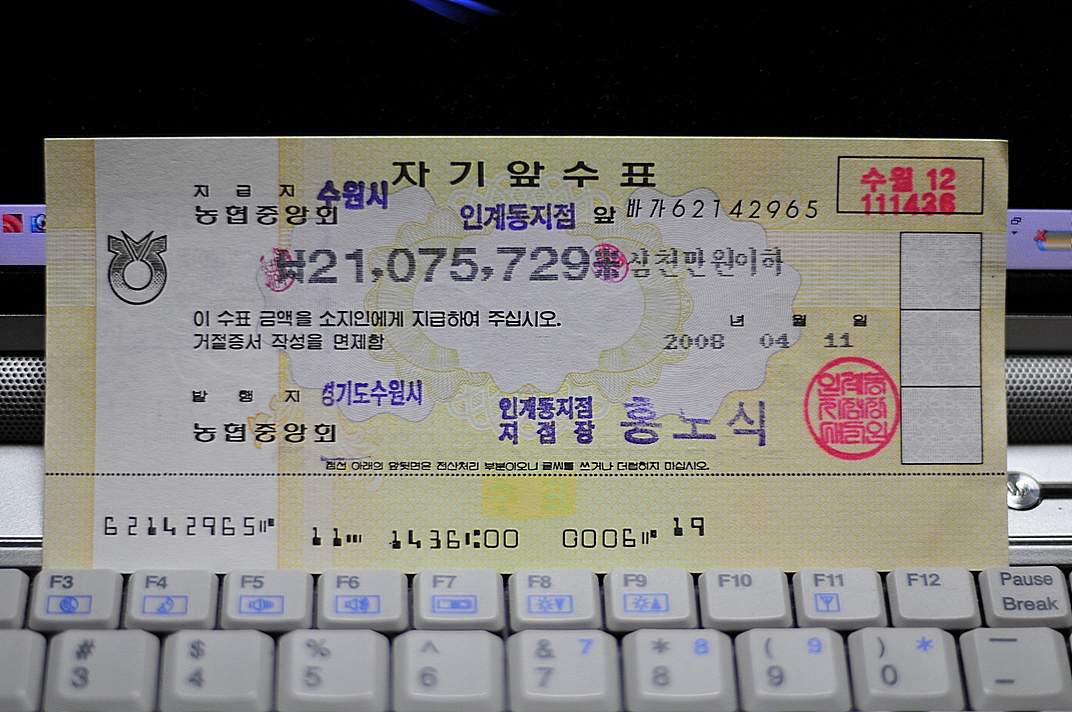 자기앞수표
수월 12
111436
지 급 지 수원시
농협중앙회 인계동지점 앞 바가62142965
₩21,075,729※ 삼천만원이하
이 수표 금액을 소지인에게 지급하여 주십시오.
거절증서 작성을 면제함
년 월 일
2008 04 11
발 행 지 경기도수원시
농협중앙회 인계동지점
지 점 장 홍노식
점선 아래의 앞뒷면은 전산처리 부분이오니 글씨를 쓰거나 더럽히지 마십시오.
62142965⑈ 11⑉ 1436⑆00 0006⑈ 19
F3 F4 F5 F6 F7 F8 F9 F10 F11 F12 Pause Break
# $ % ^ & 7 * 8 ( 9 ) *
3 4 5 6 7 8 9 0 -